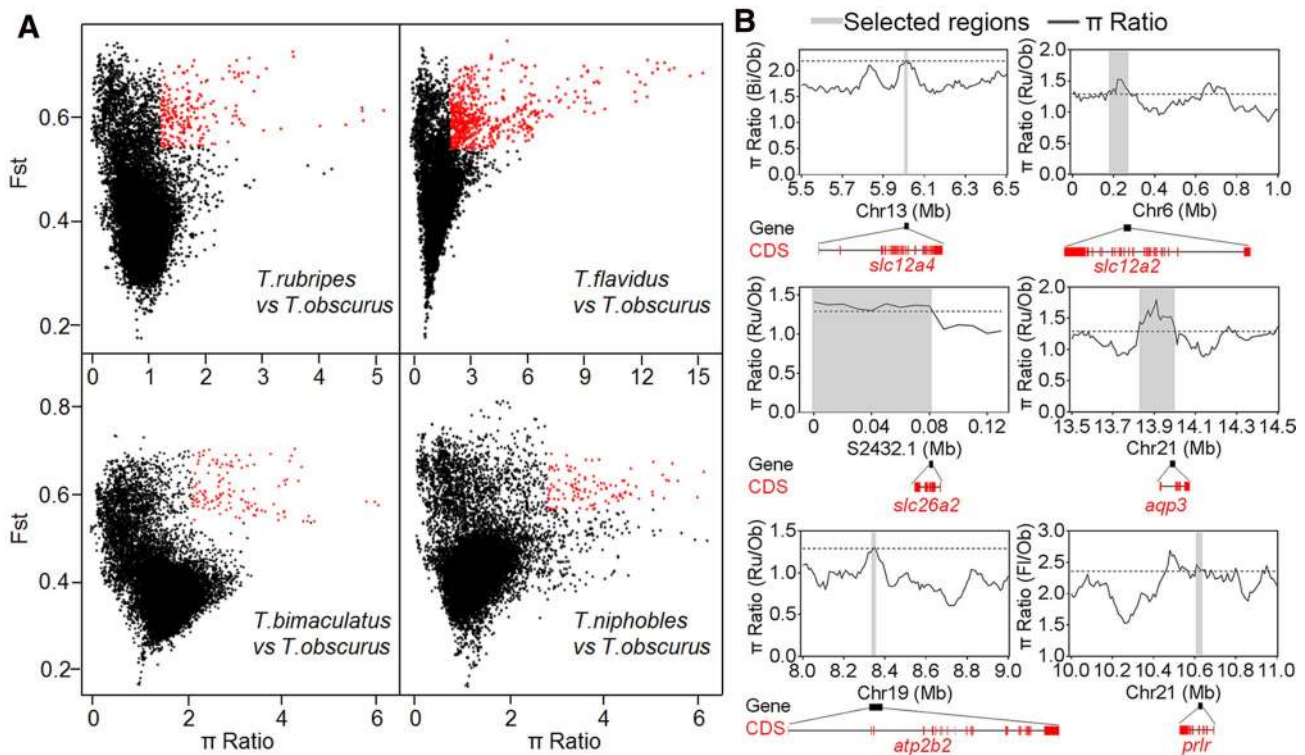 A
Fst
0.6
0.4
0.2
T.rubripes
vs T.obscurus
T.flavidus
vs T.obscurus
0 1 2 3 4 5
0 3 6 9 12 15
Fst
0.8
0.6
0.4
0.2
T.bimaculatus
vs T.obscurus
T.niphobles
vs T.obscurus
0 1 2 3 4 5 6
0 2 4 6
π Ratio
π Ratio
B
Selected regions
π Ratio
π Ratio (Bi/Ob)
2.0
1.5
1.0
0.5
0.0
5.5 5.7 5.9 6.1 6.3 6.5
Chr13 (Mb)
Gene
CDS
slc12a4
π Ratio (Ru/Ob)
2.0
1.5
1.0
0.5
0.0
0 0.2 0.4 0.6 0.8 1.0
Chr6 (Mb)
slc12a2
π Ratio (Ru/Ob)
1.5
1.0
0.5
0.0
0 0.04 0.08 0.12
S2432.1 (Mb)
Gene
CDS
slc26a2
π Ratio (Ru/Ob)
2.0
1.5
1.0
0.5
0.0
13.5 13.7 13.9 14.1 14.3 14.5
Chr21 (Mb)
aqp3
π Ratio (Ru/Ob)
1.5
1.0
0.5
0.0
8.0 8.2 8.4 8.6 8.8 9.0
Chr19 (Mb)
Gene
CDS
atp2b2
π Ratio (Fl/Ob)
3.0
2.5
2.0
1.5
1.0
10.0 10.2 10.4 10.6 10.8 11.0
Chr21 (Mb)
prlr